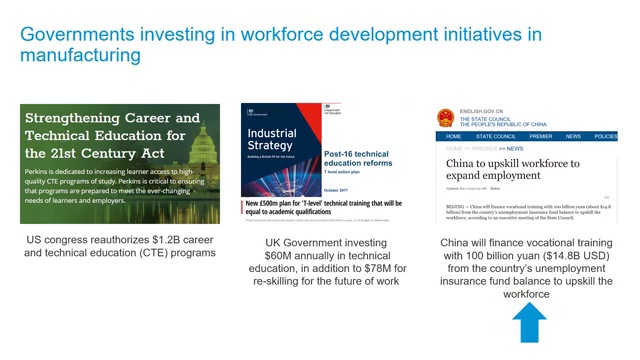 Governments investing in workforce development initiatives in
manufacturing
Strengthening Career and
Technical Education for
the 21st Century Act
Perkins is dedicated to increasing learner access to high-
quality CTE programs of study. Perkins is critical to ensuring
that programs are prepared to meet the ever-changing
needs of learners and employers.
US congress reauthorizes $1.2B career
and technical education (CTE) programs
Industrial
Strategy
Building a Britain fit for the future
Post-16 technical
education reforms
T level action plan
October 2017
New £500m plan for 'T-level' technical training that will
be equal to academic qualifications
UK Government investing
$60M annually in technical
education, in addition to $78M for
re-skilling for the future of work
ENGLISH.GOV.CN
THE STATE COUNCIL
THE PEOPLE'S REPUBLIC OF CHINA
HOME STATE COUNCIL PREMIER NEWS POLICIES
HOME >> PREMIER >> NEWS
China to upskill workforce to
expand employment
BEIJING — China will finance vocational training with 100 billion yuan (about $14.8
billion) from the country's unemployment insurance fund balance to upskill the
workforce, according to an executive meeting of the State Council.
China will finance vocational training
with 100 billion yuan ($14.8B USD)
from the country's unemployment
insurance fund balance to upskill the
workforce